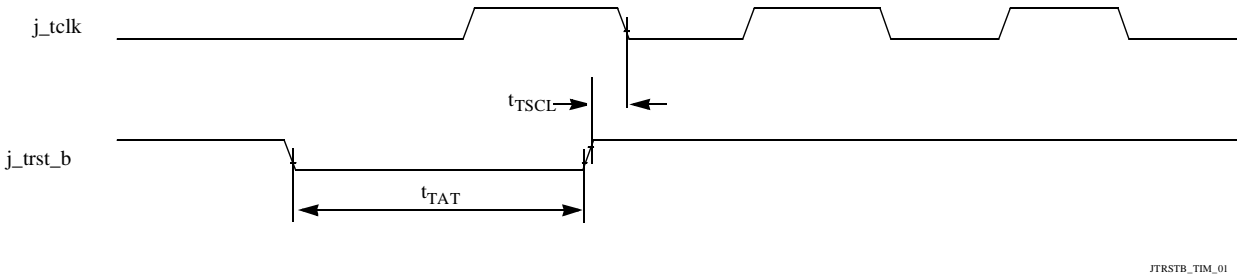 j_tclk
tTSCL
j_trst_b
tTAT
JTRSTB_TIM_01